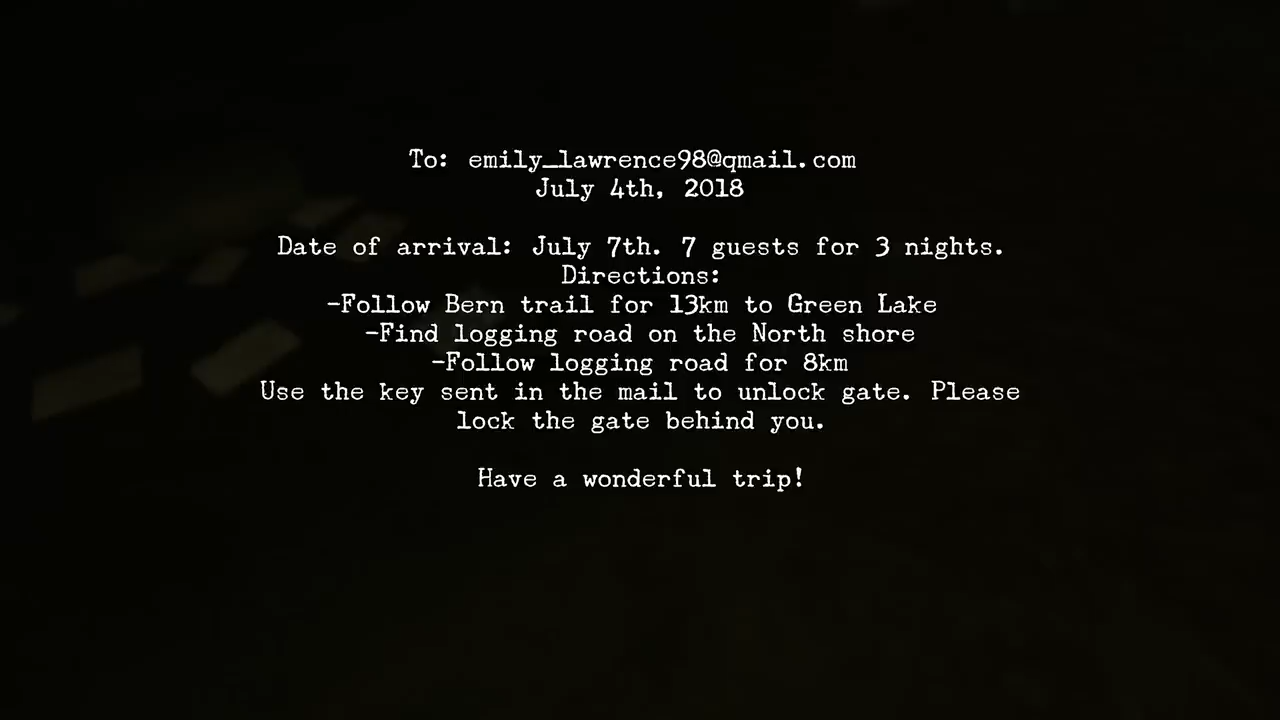 To: emily_lawrence98@qmail.com
July 4th, 2018
Date of arrival: July 7th. 7 guests for 3 nights.
Directions:
-Follow Bern trail for 13km to Green Lake
-Find logging road on the North shore
-Follow logging road for 8km
Use the key sent in the mail to unlock gate. Please
lock the gate behind you.
Have a wonderful trip!